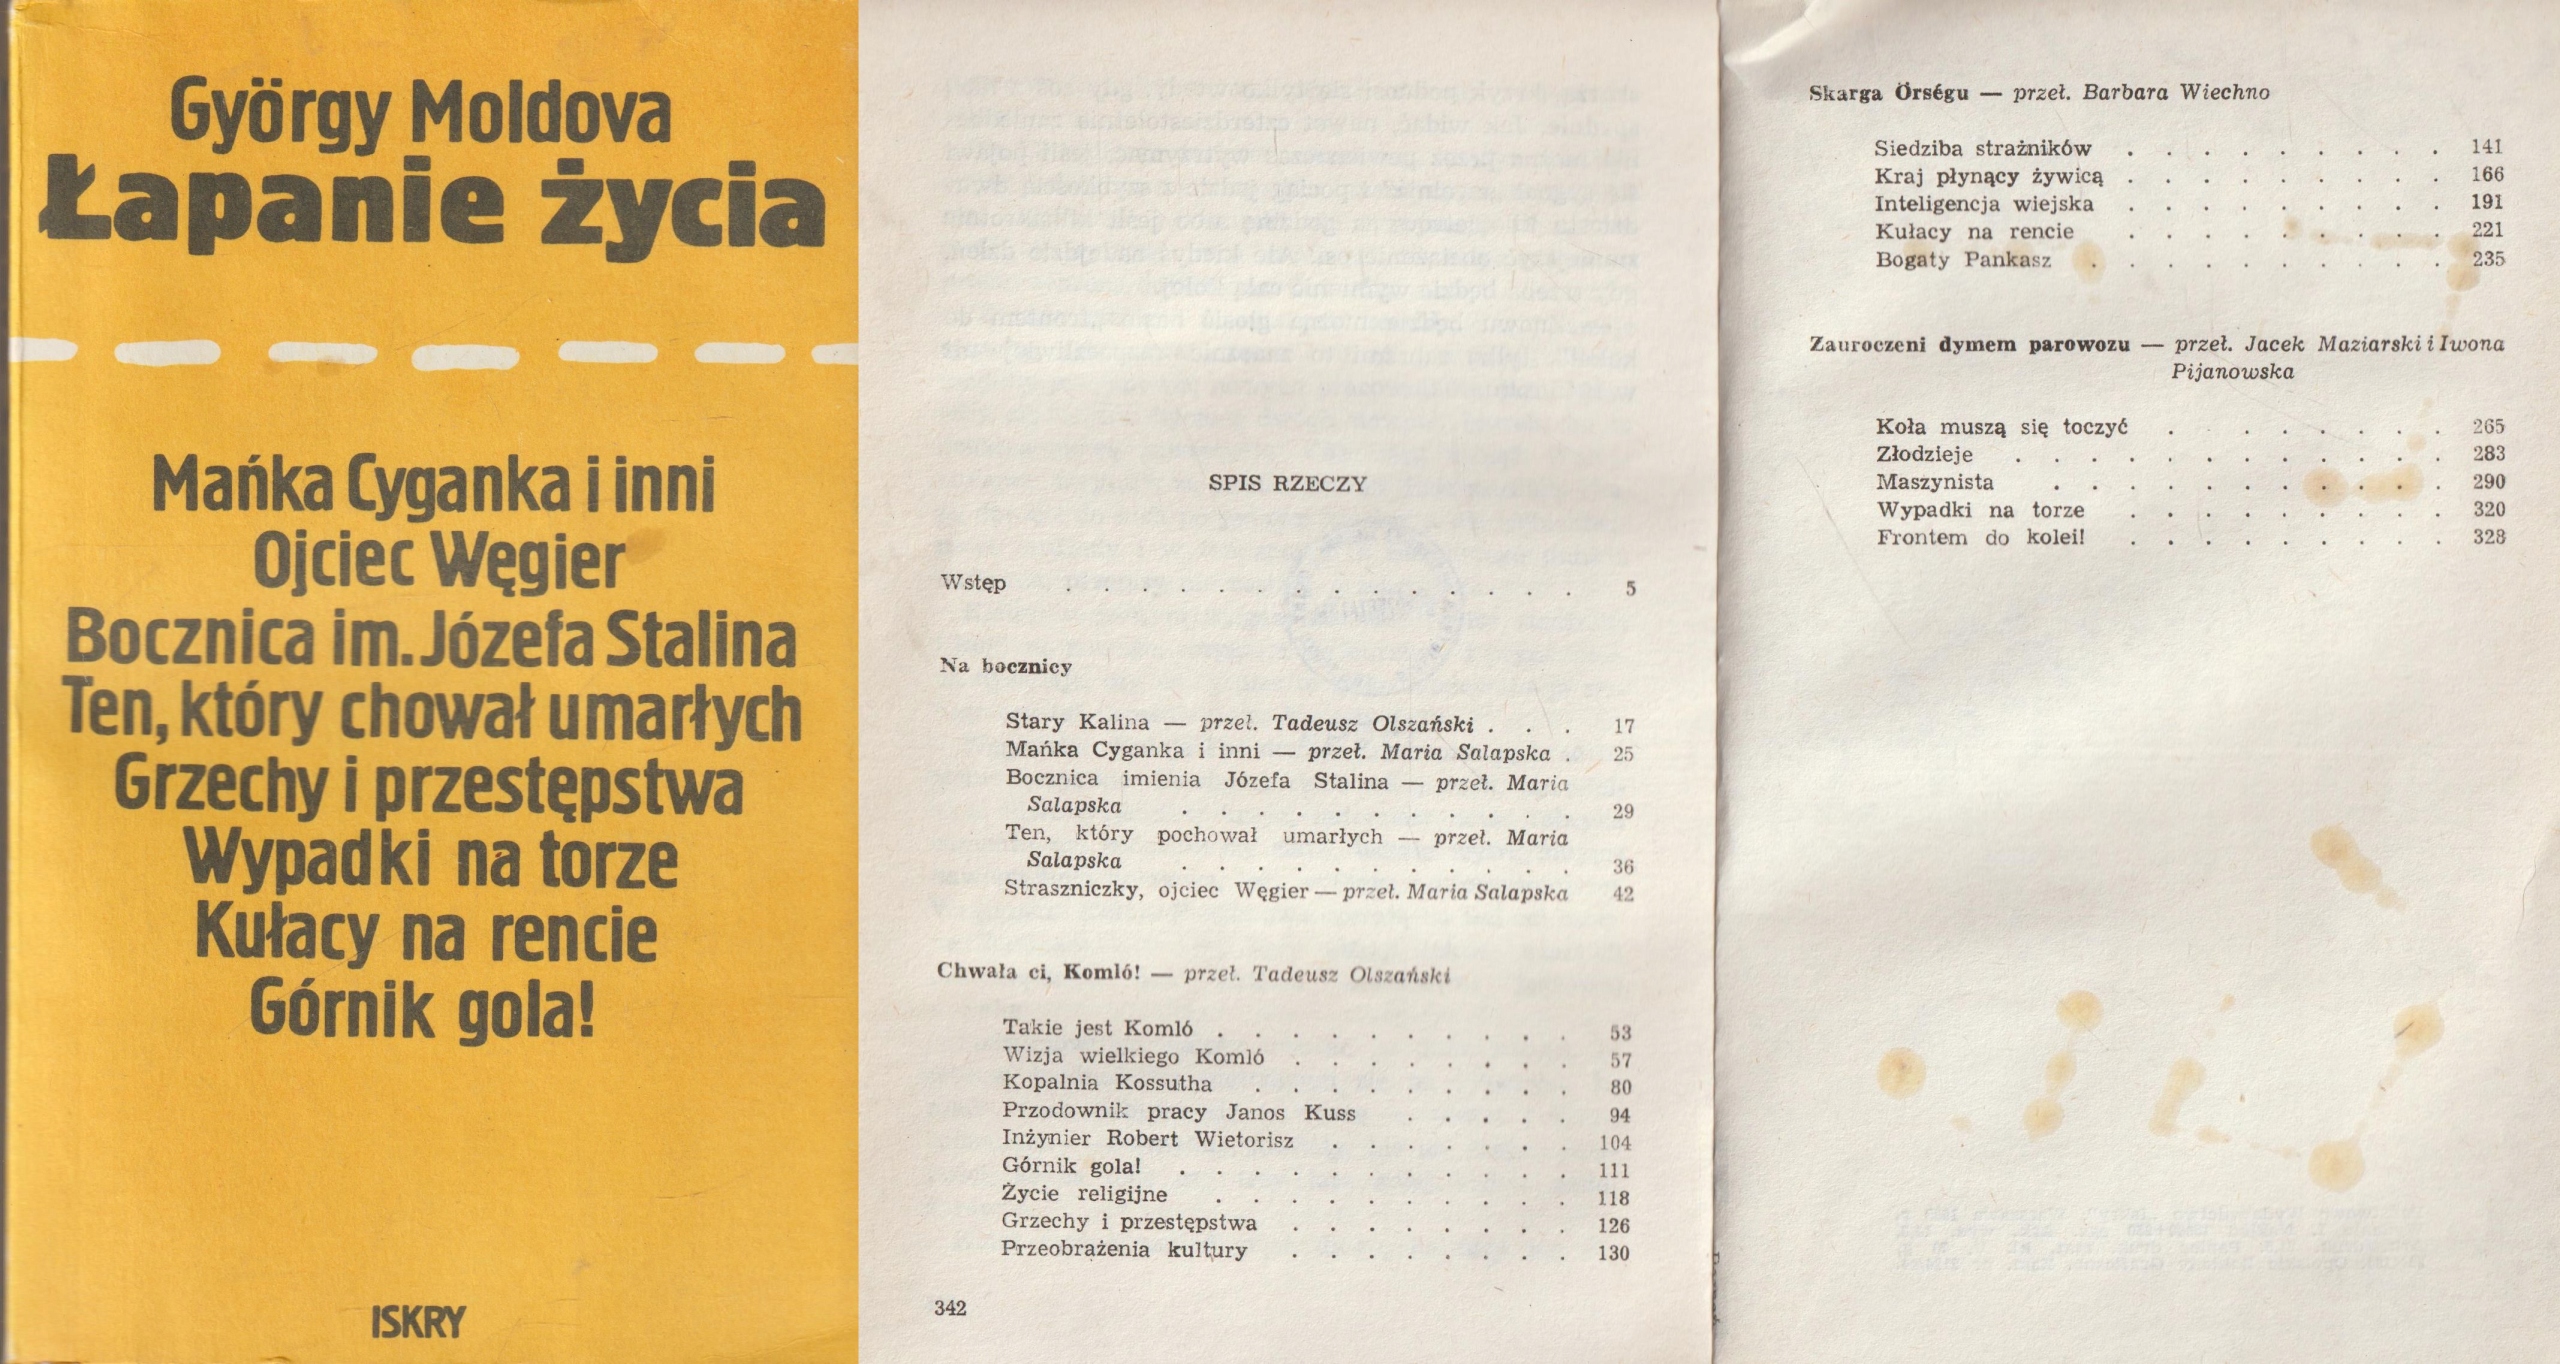 György Moldova
Łapanie życia
Mańka Cyganka i inni
Ojciec Węgier
Bocznica im. Józefa Stalina
Ten, który chował umarłych
Grzechy i przestępstwa
Wypadki na torze
Kułacy na rencie
Górnik gola!
ISKRY
SPIS RZECZY
Wstęp . . . . . . . . . . . . . . 5
Na bocznicy
Stary Kalina — przeł. Tadeusz Olszański . . . 17
Mańka Cyganka i inni — przeł. Maria Salapska . 25
Bocznica imienia Józefa Stalina — przeł. Maria
Salapska . . . . . . . . . . . 29
Ten, który pochował umarłych — przeł. Maria
Salapska . . . . . . . . . . . 36
Straszniczky, ojciec Węgier — przeł. Maria Salapska 42
Chwała ci, Komló! — przeł. Tadeusz Olszański
Takie jest Komló . . . . . . . . . . 53
Wizja wielkiego Komló . . . . . . . . 57
Kopalnia Kossutha . . . . . . . . . 80
Przodownik pracy Janos Kuss . . . . . 94
Inżynier Robert Wietorisz . . . . . . . 104
Górnik gola! . . . . . . . . . . . 111
Życie religijne . . . . . . . . . . 118
Grzechy i przestępstwa . . . . . . . . 126
Przeobrażenia kultury . . . . . . . . 130
342
Skarga Örségu — przeł. Barbara Wiechno
Siedziba strażników . . . . . . . . . 141
Kraj płynący żywicą . . . . . . . . . 166
Inteligencja wiejska . . . . . . . . . 191
Kułacy na rencie . . . . . . . . . 221
Bogaty Pankasz . . . . . . . . . . 235
Zauroczeni dymem parowozu — przeł. Jacek Maziarski i Iwona
Pijanowska
Koła muszą się toczyć . . . . . . . . 265
Złodzieje . . . . . . . . . . . . 283
Maszynista . . . . . . . . . . . 290
Wypadki na torze . . . . . . . . . 320
Frontem do kolei! . . . . . . . . . 328